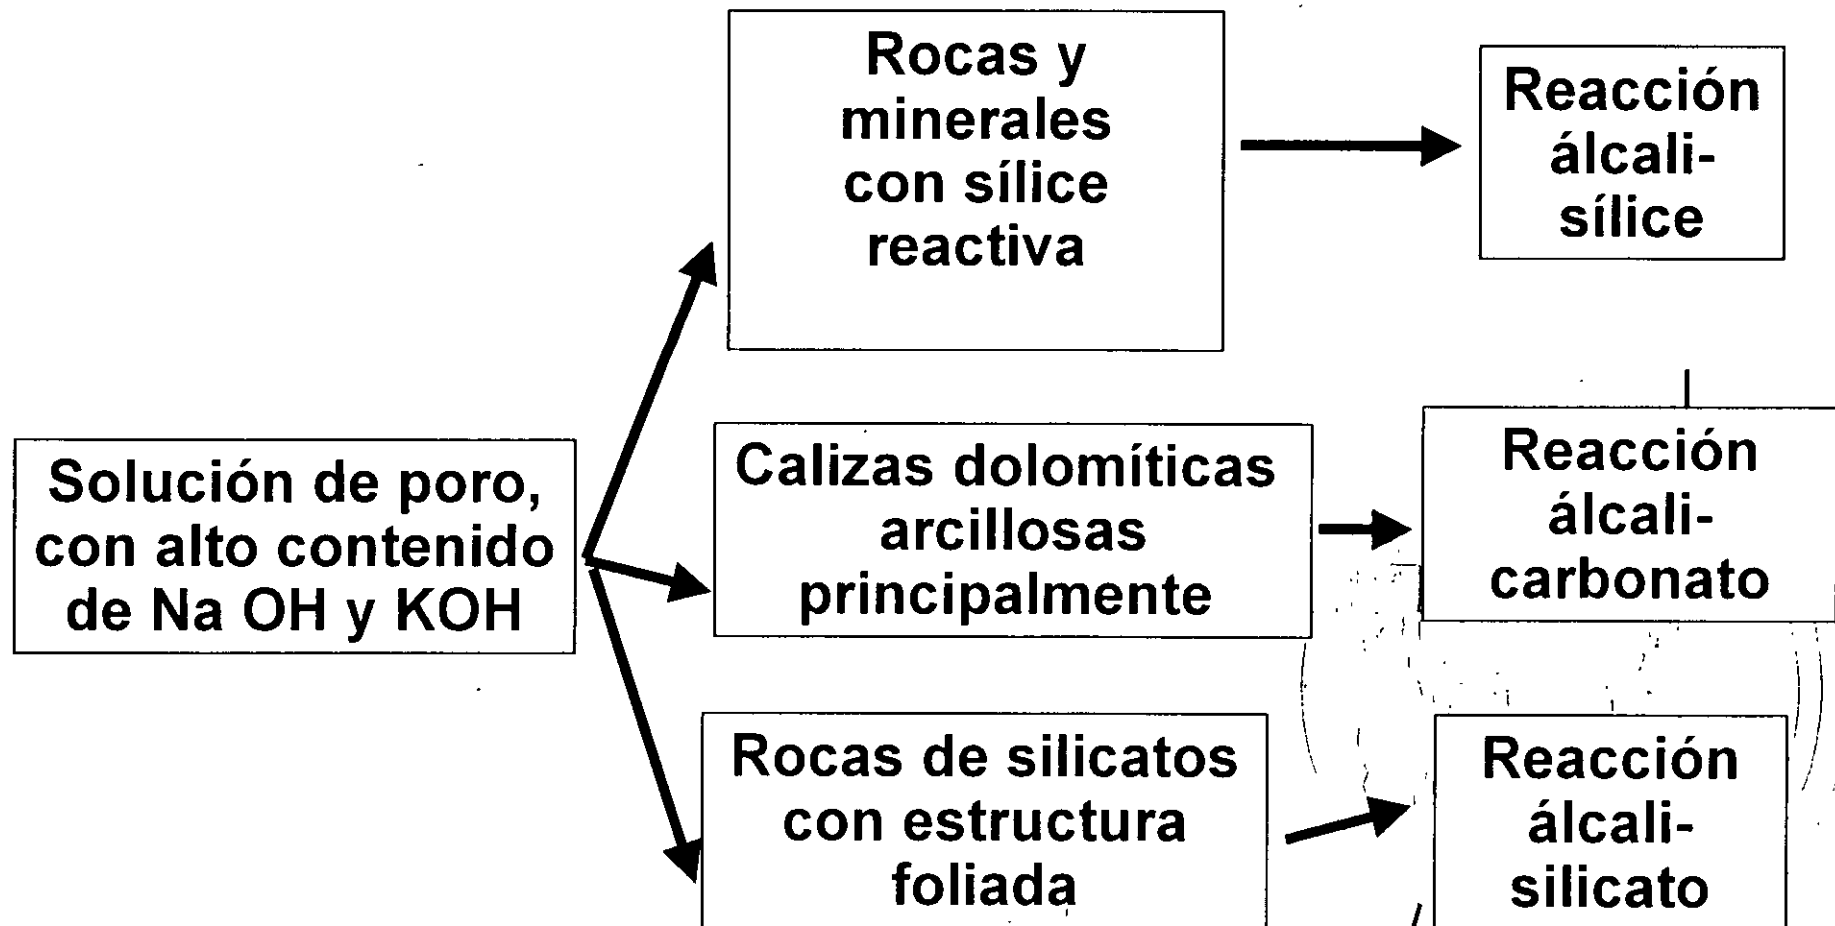 Rocas y
minerales
con sílice
reactiva
Reacción
álcali-
sílice
Solución de poro,
con alto contenido
de Na OH y KOH
Calizas dolomíticas
arcillosas
principalmente
Reacción
álcali-
carbonato
Rocas de silicatos
con estructura
foliada
Reacción
álcali-
silicato